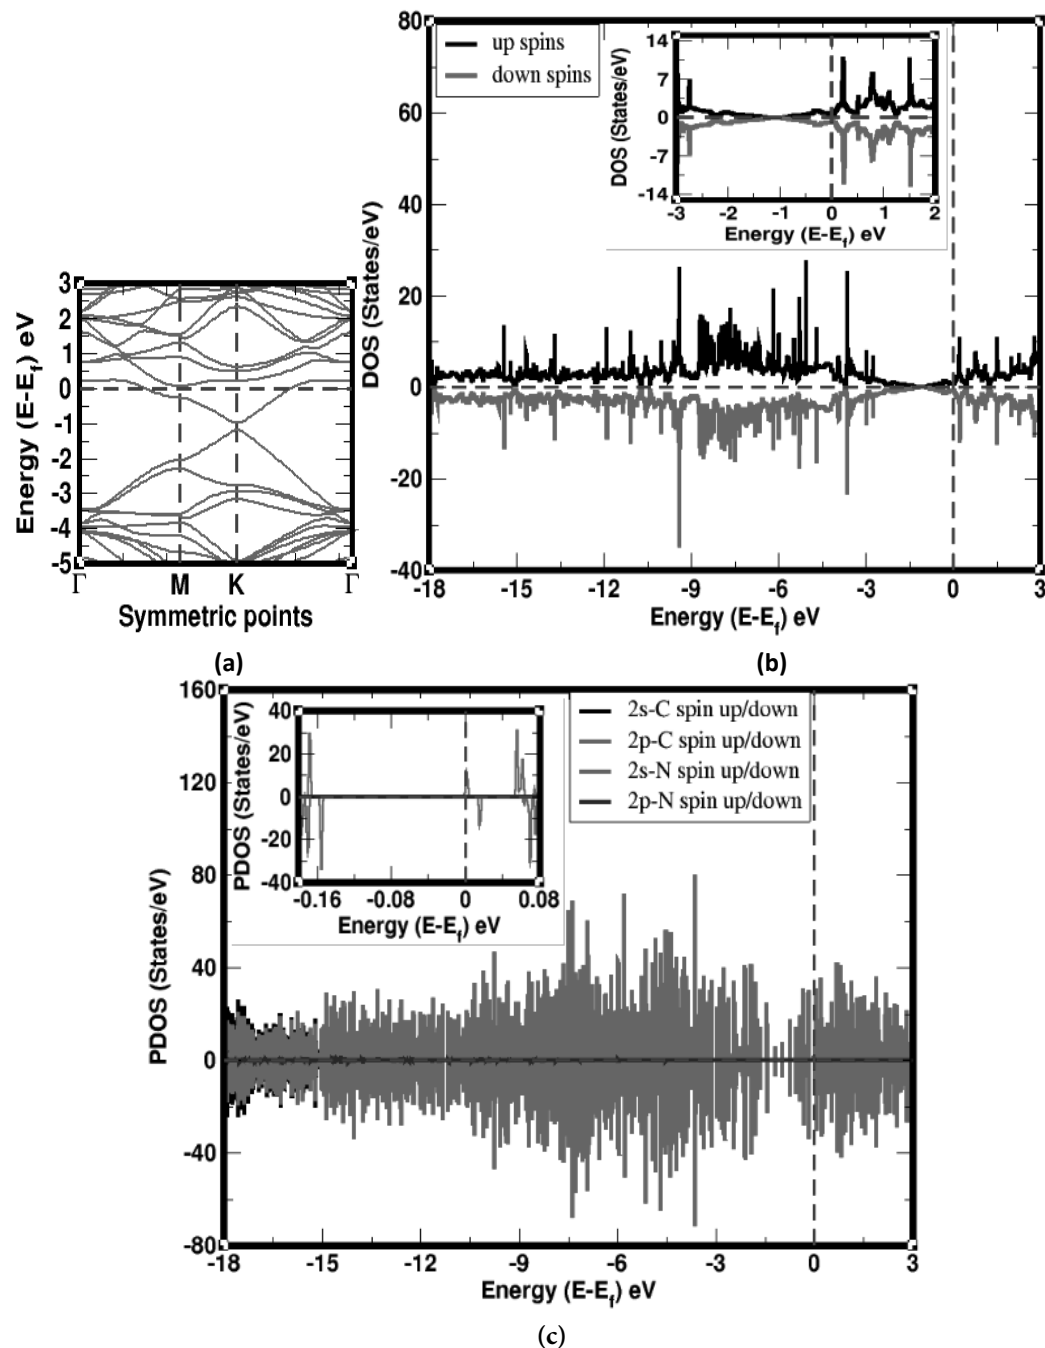 3
2
1
0
-1
-2
-3
-4
-5
Energy (E-E_f) eV
Γ M K Γ
Symmetric points
(a)
80
60
40
20
0
-20
-40
DOS (States/eV)
up spins
down spins
14
7
0
-7
-14
DOS (States/eV)
-3 -2 -1 0 1 2
Energy (E-E_f) eV
-18 -15 -12 -9 -6 -3 0 3
Energy (E-E_f) eV
(b)
160
120
80
40
0
-40
-80
PDOS (States/eV)
40
20
0
-20
-40
PDOS (States/eV)
-0.16 -0.08 0 0.08
Energy (E-E_f) eV
2s-C spin up/down
2p-C spin up/down
2s-N spin up/down
2p-N spin up/down
-18 -15 -12 -9 -6 -3 0 3
Energy (E-E_f) eV
(c)